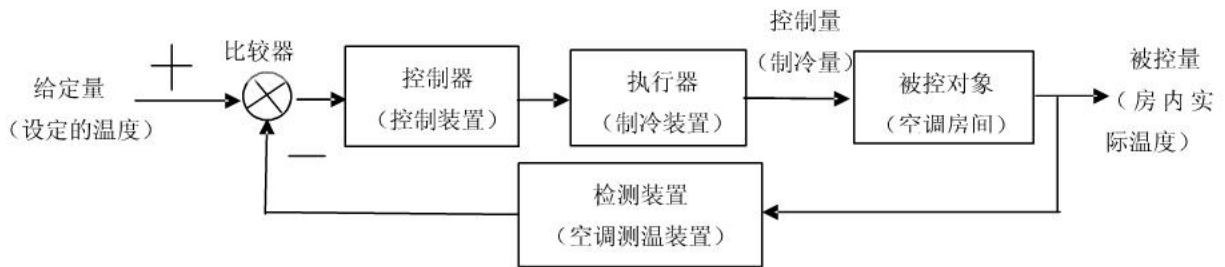 给定量
（设定的温度）
＋
比较器
－
控制器
（控制装置）
执行器
（制冷装置）
控制量
（制冷量）
被控对象
（空调房间）
被控量
（房内实
际温度）
检测装置
（空调测温装置）